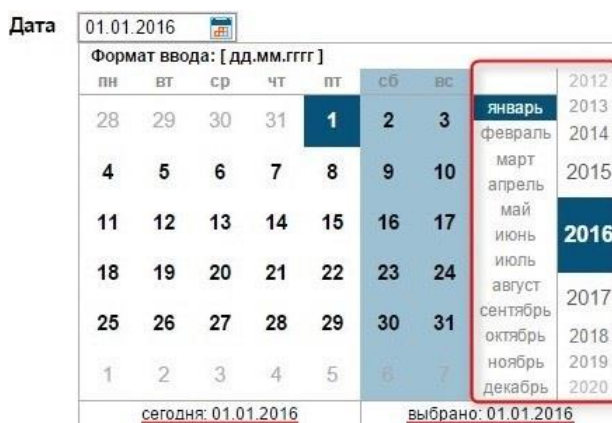 Дата 01.01.2016
Формат ввода: [ дд.мм.гггг ]
пн вт ср чт пт сб вс
28 29 30 31 1 2 3
4 5 6 7 8 9 10
11 12 13 14 15 16 17
18 19 20 21 22 23 24
25 26 27 28 29 30 31
1 2 3 4 5 6 7
январь
февраль
март
апрель
май
июнь
июль
август
сентябрь
октябрь
ноябрь
декабрь
2012
2013
2014
2015
2016
2017
2018
2019
2020
сегодня: 01.01.2016 выбрано: 01.01.2016